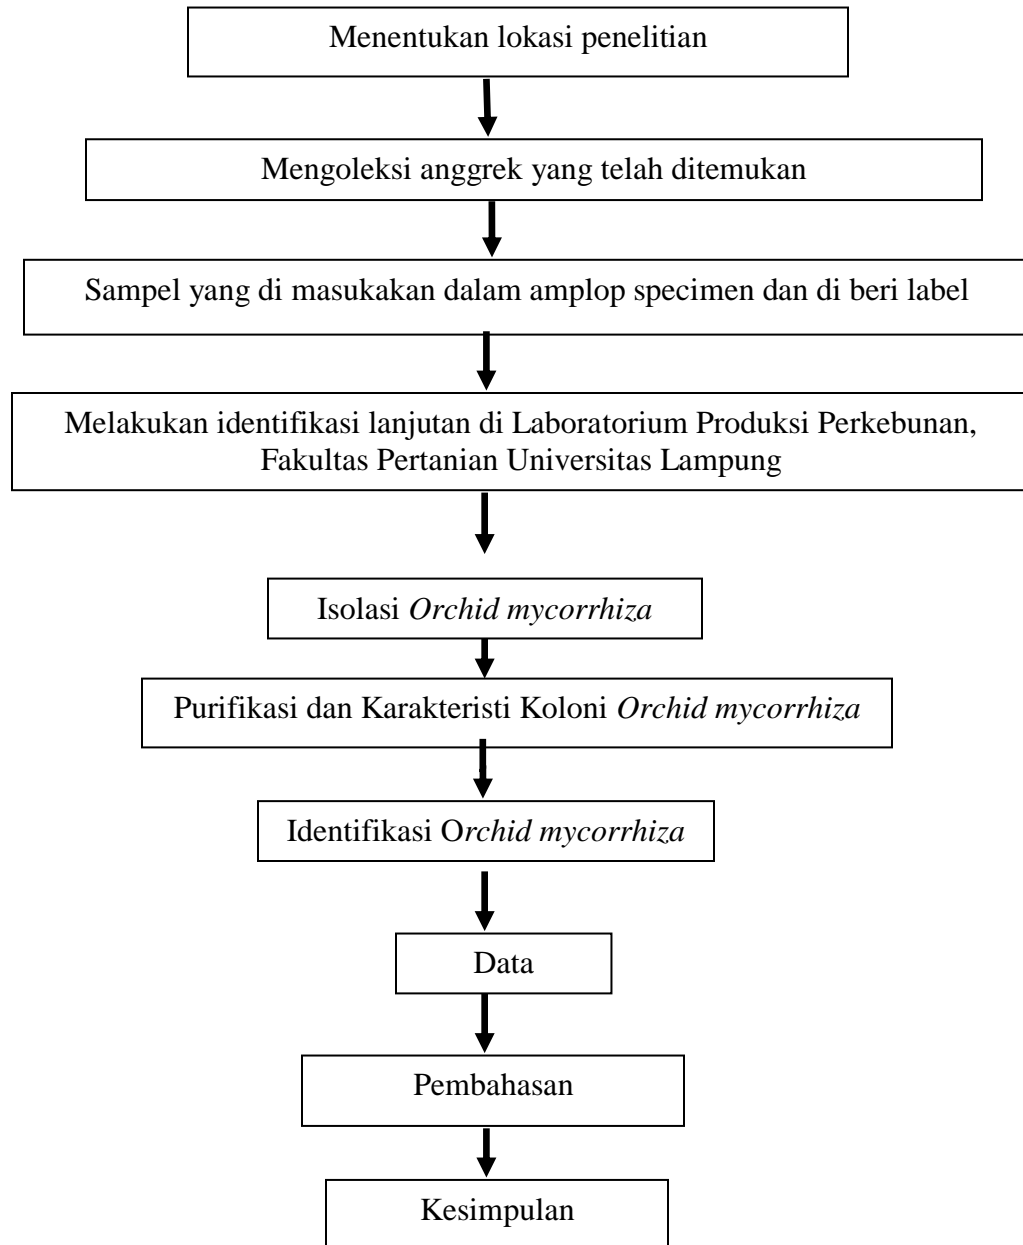 Menentukan lokasi penelitian
Mengoleksi anggrek yang telah ditemukan
Sampel yang di masukakan dalam amplop specimen dan di beri label
Melakukan identifikasi lanjutan di Laboratorium Produksi Perkebunan,
Fakultas Pertanian Universitas Lampung
Isolasi Orchid mycorrhiza
Purifikasi dan Karakteristi Koloni Orchid mycorrhiza
Identifikasi Orchid mycorrhiza
Data
Pembahasan
Kesimpulan